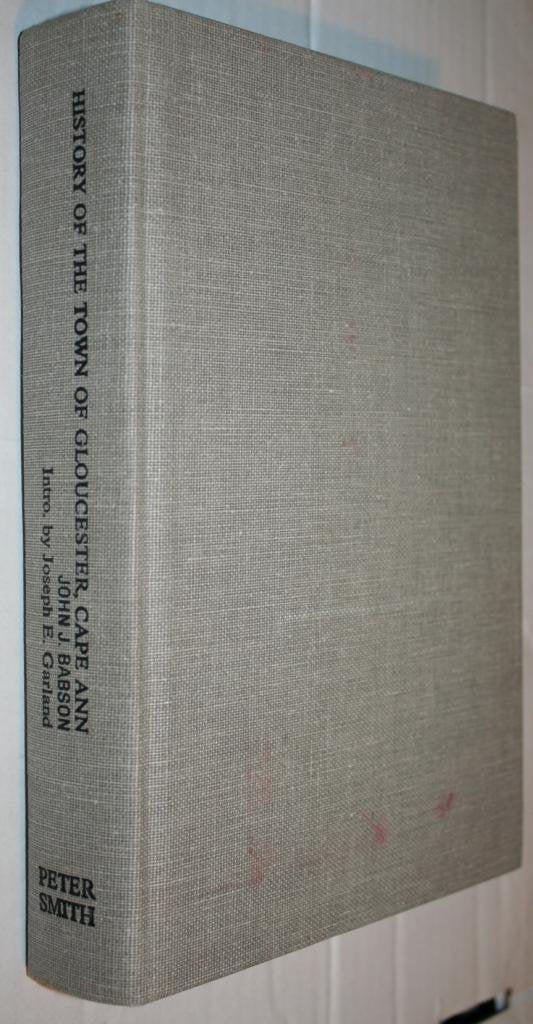 HISTORY OF THE TOWN OF GLOUCESTER, CAPE ANN
JOHN J. BABSON
Intro. by Joseph E. Garland
PETER
SMITH